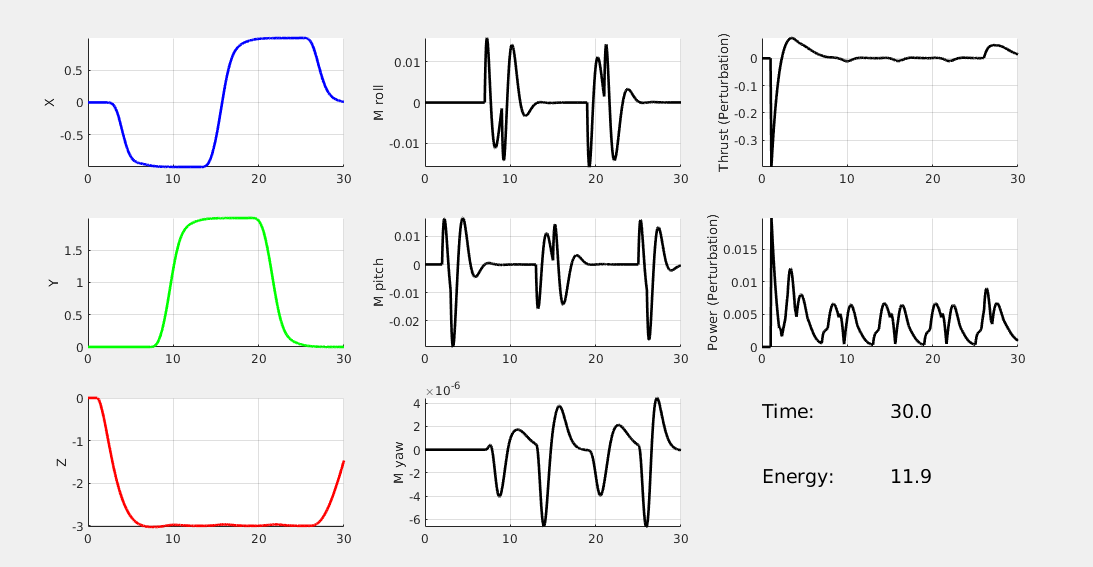 X
0.5
0
-0.5
0 10 20 30
M roll
0.01
0
-0.01
0 10 20 30
Thrust (Perturbation)
0
-0.1
-0.2
-0.3
0 10 20 30
Y
1.5
1
0.5
0
0 10 20 30
M pitch
0.01
0
-0.01
-0.02
0 10 20 30
Power (Perturbation)
0.015
0.01
0.005
0
0 10 20 30
Z
0
-1
-2
-3
0 10 20 30
×10^-6
M yaw
4
2
0
-2
-4
-6
0 10 20 30
Time: 30.0
Energy: 11.9